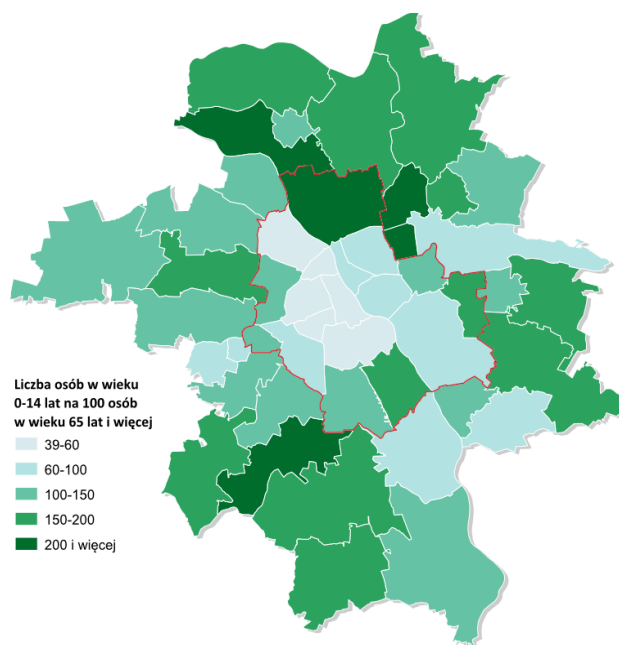 Liczba osób w wieku
0-14 lat na 100 osób
w wieku 65 lat i więcej
39-60
60-100
100-150
150-200
200 i więcej